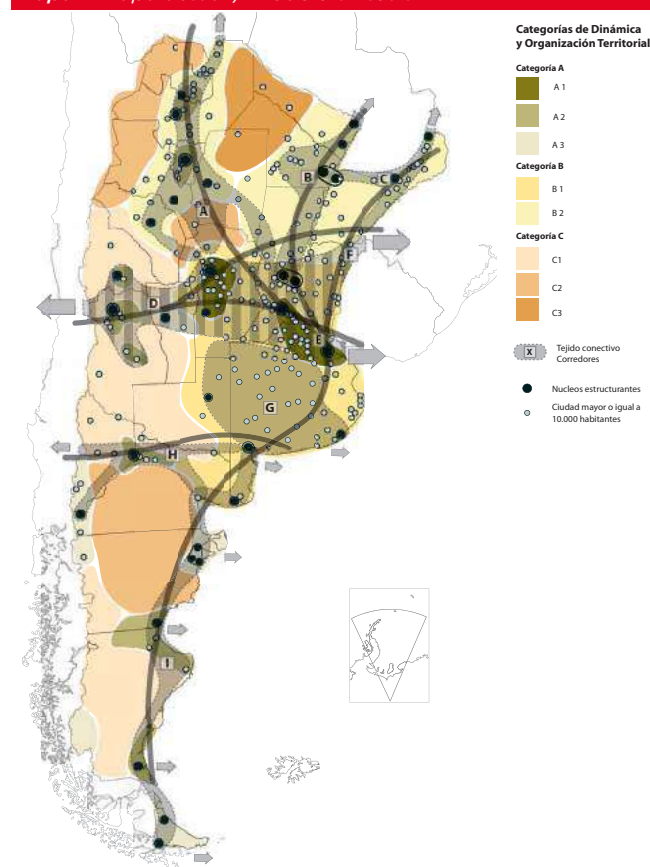 Categorías de Dinámica
y Organización Territorial
Categoría A
A 1
A 2
A 3
Categoría B
B 1
B 2
Categoría C
C1
C2
C3
X
Tejido conectivo
Corredores
Nucleos estructurantes
Ciudad mayor o igual a
10.000 habitantes
B
C
A
F
D
E
G
H
I